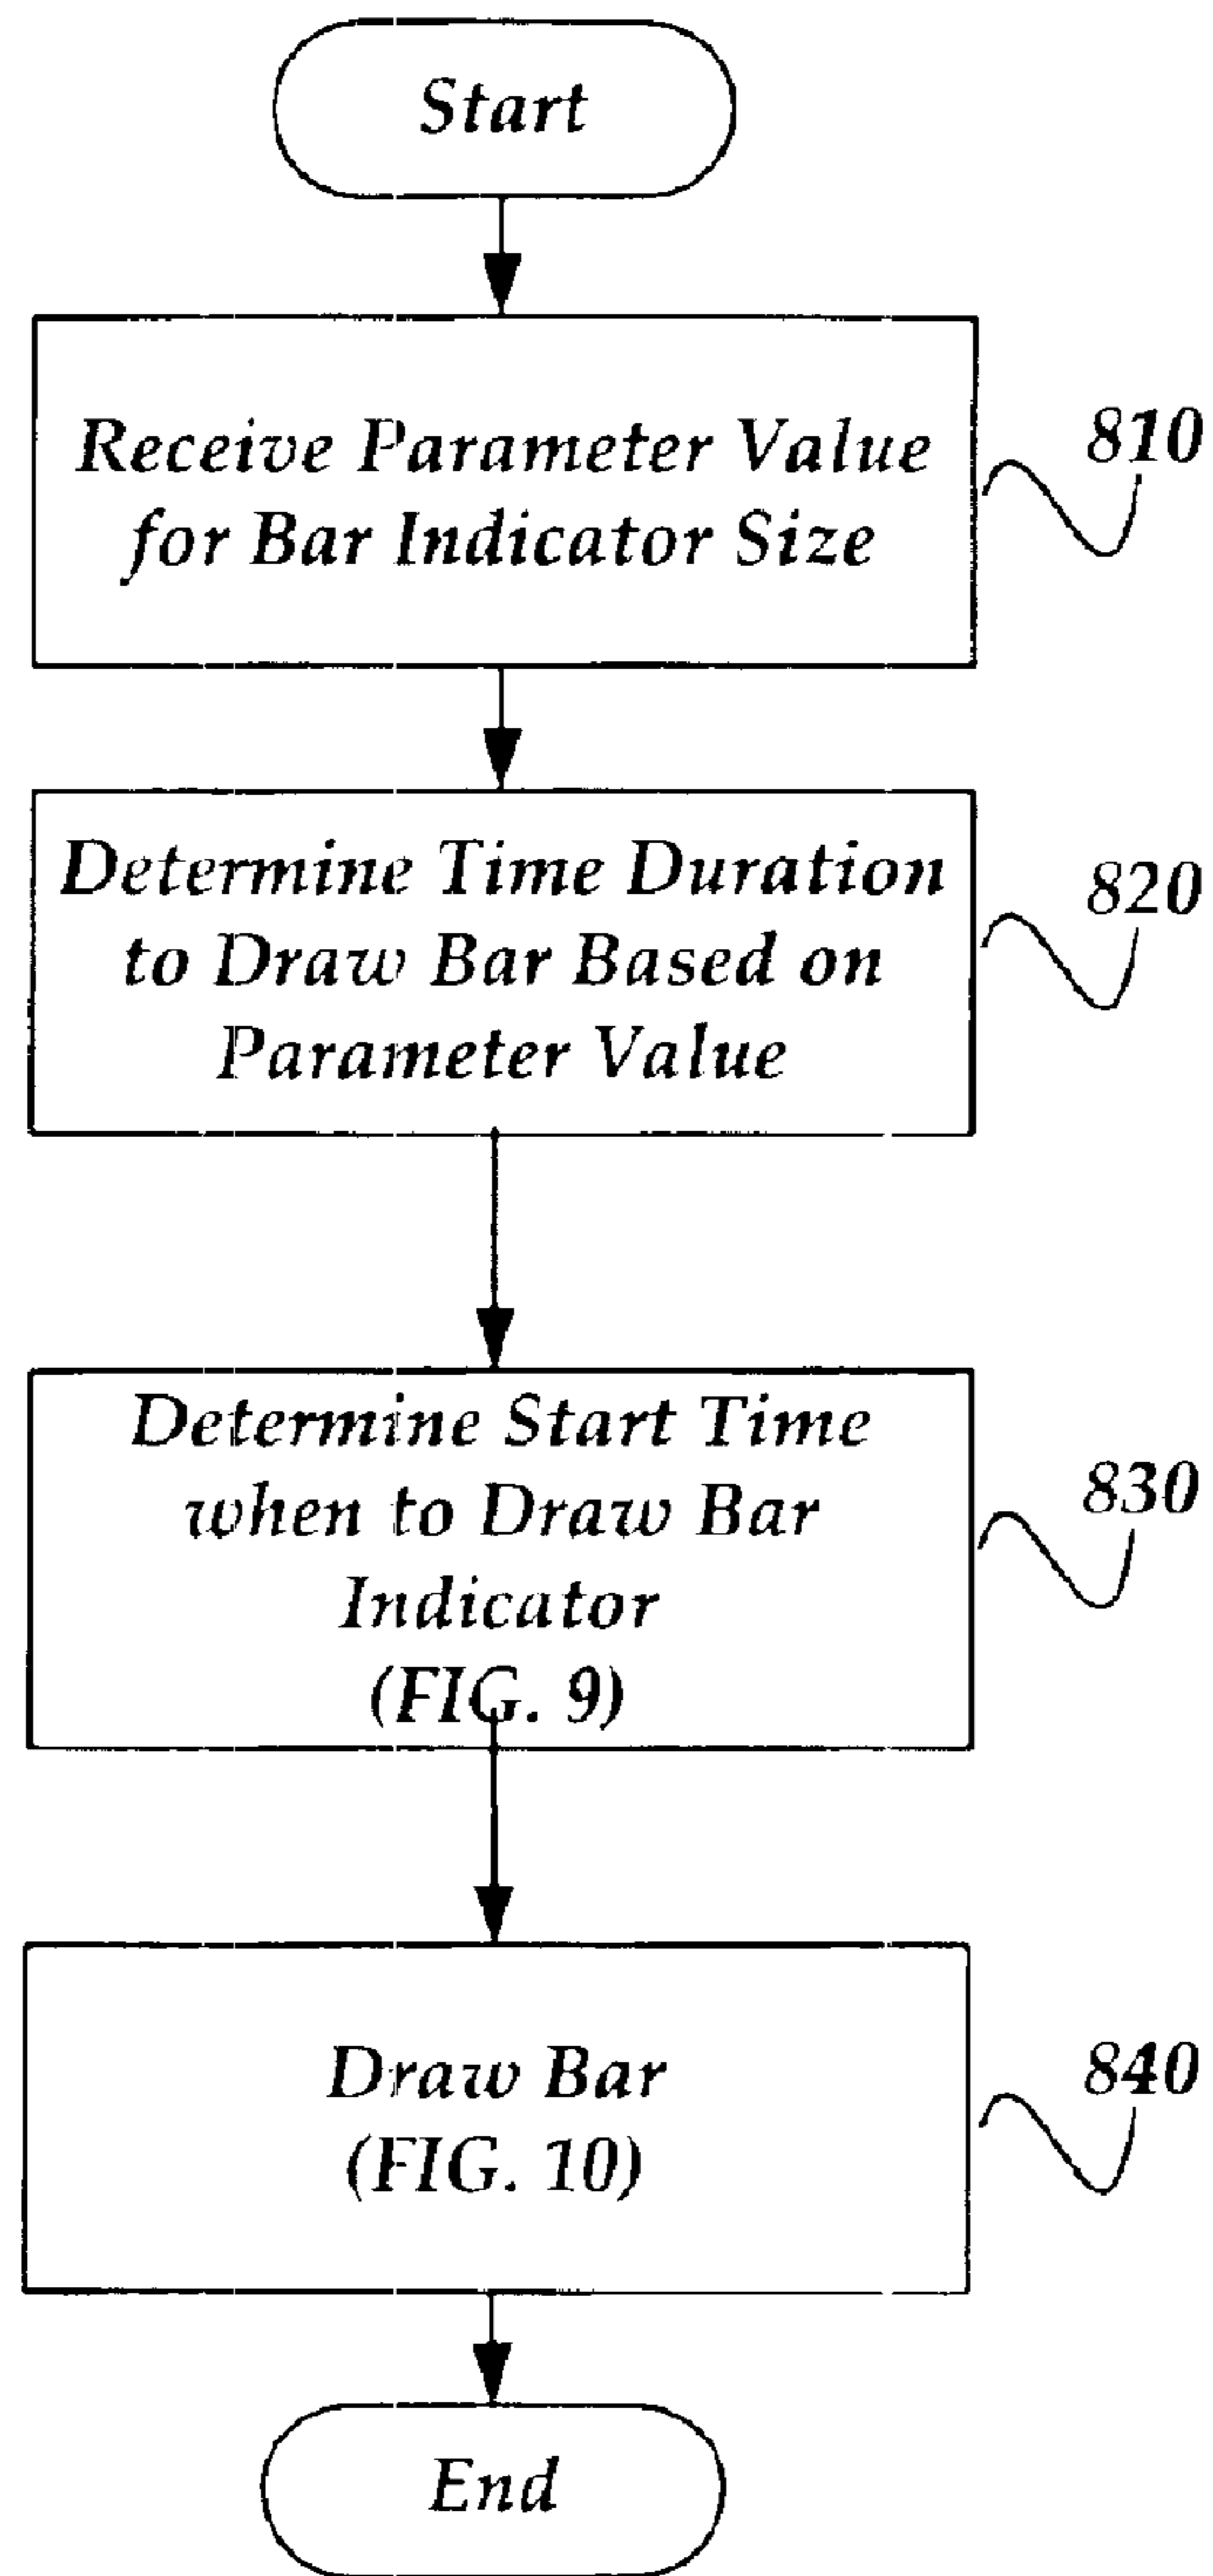 Start
Receive Parameter Value
for Bar Indicator Size
810
Determine Time Duration
to Draw Bar Based on
Parameter Value
820
Determine Start Time
when to Draw Bar
Indicator
(FIG. 9)
830
Draw Bar
(FIG. 10)
840
End